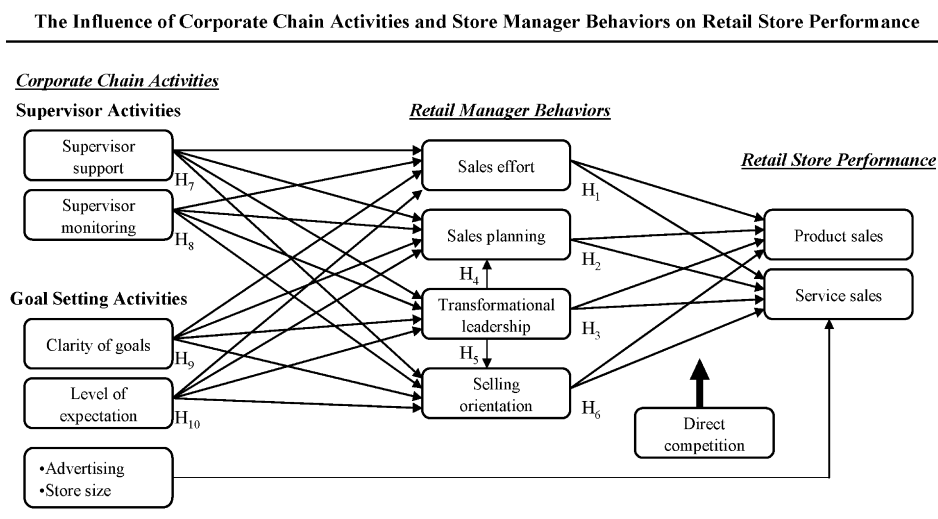 The Influence of Corporate Chain Activities and Store Manager Behaviors on Retail Store Performance
Corporate Chain Activities
Supervisor Activities
Supervisor
support
H7
Supervisor
monitoring
H8
Goal Setting Activities
Clarity of goals
H9
Level of
expectation
H10
•Advertising
•Store size
Retail Manager Behaviors
Sales effort
H1
Sales planning
H2
H4
Transformational
leadership
H3
H5
Selling
orientation
H6
Retail Store Performance
Product sales
Service sales
Direct
competition